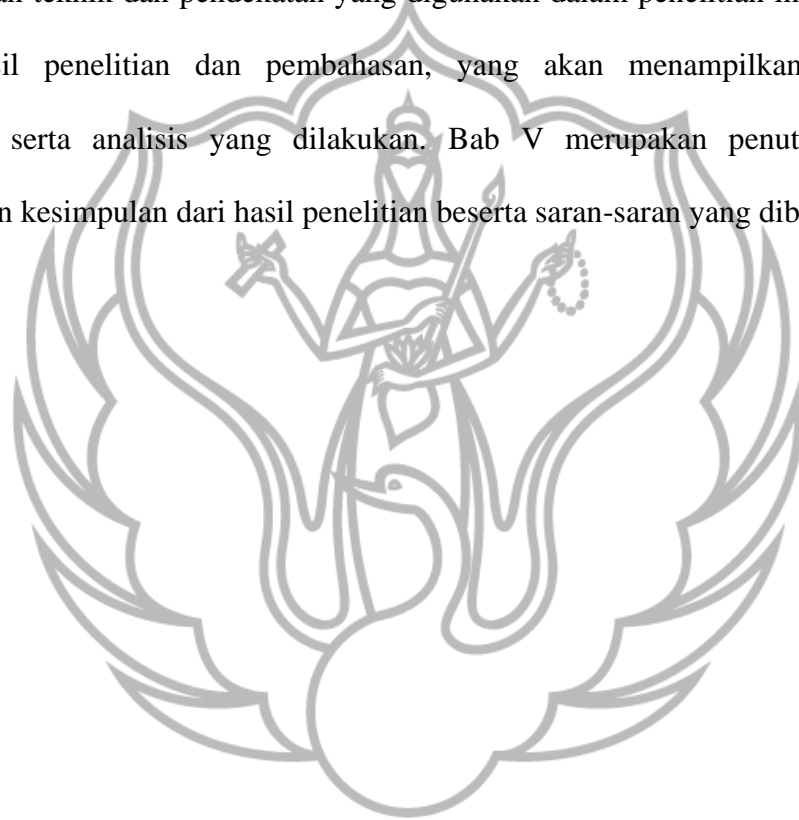 teknik dan pendekatan yang digunakan dalam penelitian
penelitian dan pembahasan, yang akan menampilkan
serta analisis yang dilakukan. Bab V merupakan
kesimpulan dari hasil penelitian beserta saran-saran yang